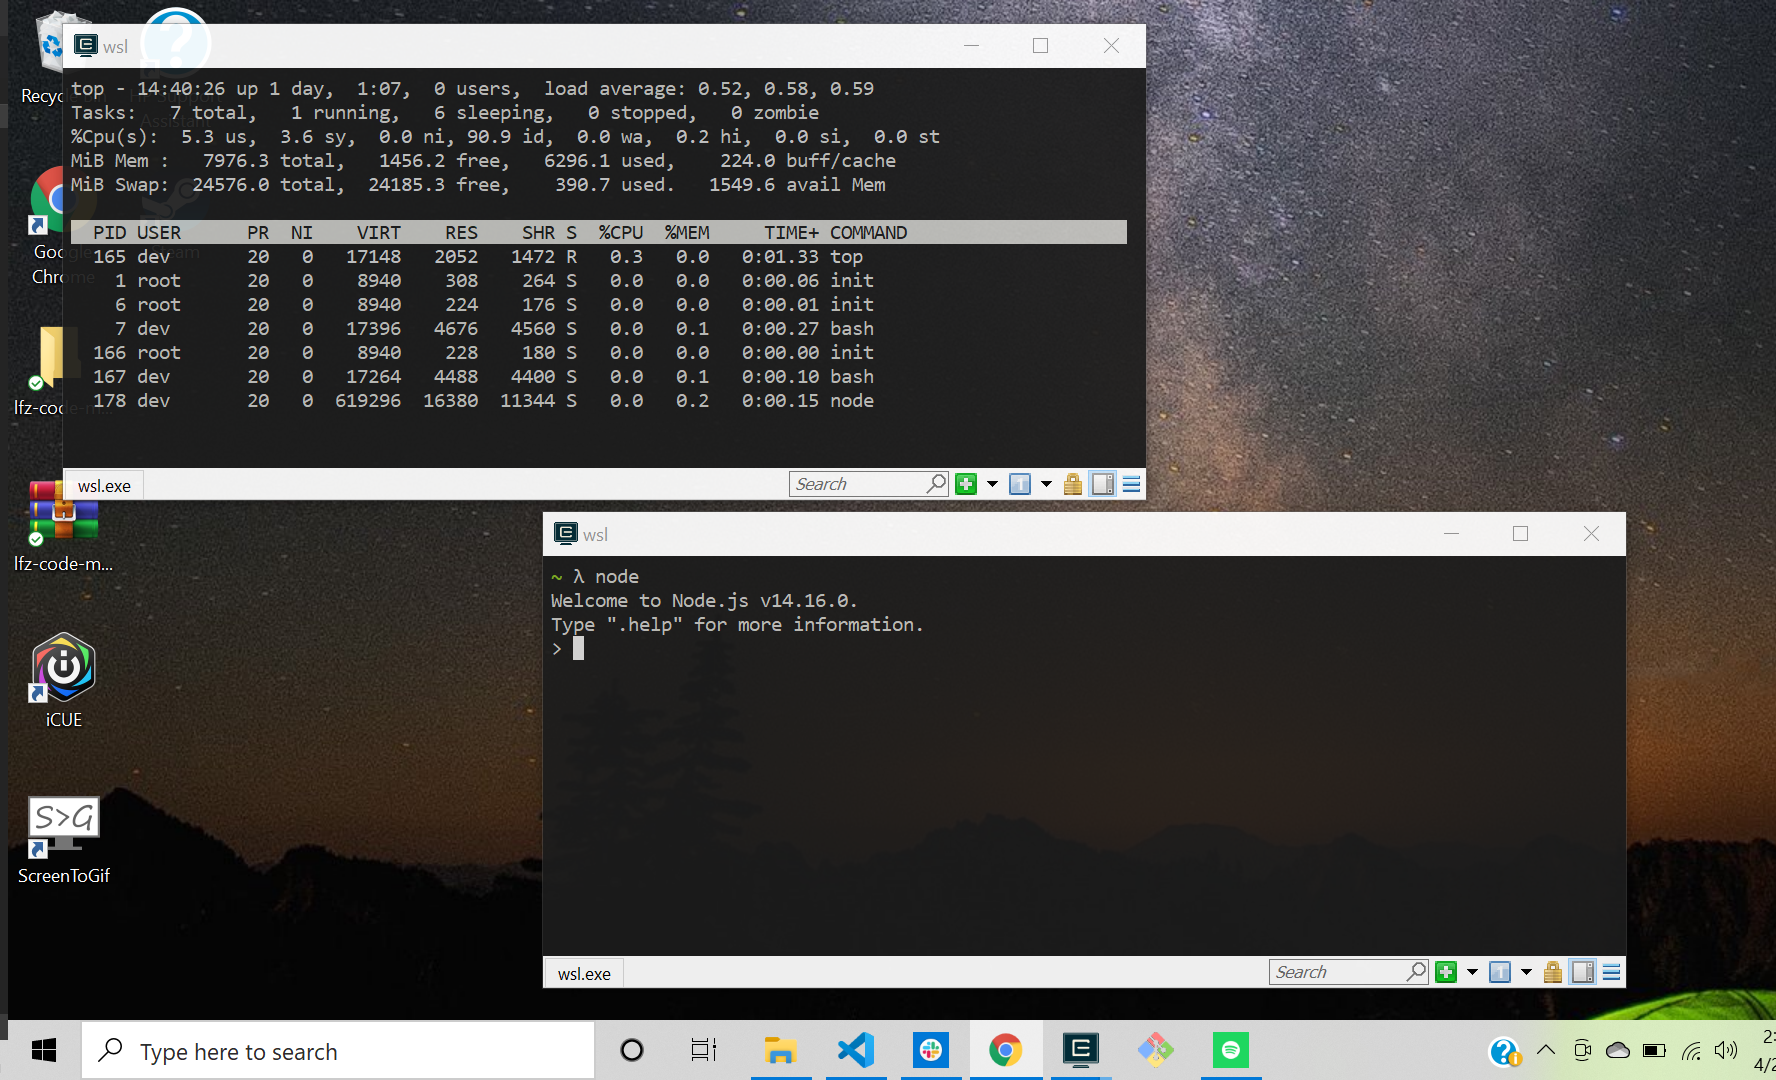 wsl
top - 14:40:26 up 1 day,  1:07,  0 users,  load average: 0.52, 0.58, 0.59
Tasks:   7 total,   1 running,   6 sleeping,   0 stopped,   0 zombie
%Cpu(s):  5.3 us,  3.6 sy,  0.0 ni, 90.9 id,  0.0 wa,  0.2 hi,  0.0 si,  0.0 st
MiB Mem :   7976.3 total,   1456.2 free,   6296.1 used,    224.0 buff/cache
MiB Swap:  24576.0 total,  24185.3 free,    390.7 used.   1549.6 avail Mem
PID USER      PR  NI    VIRT    RES    SHR S  %CPU  %MEM     TIME+ COMMAND
165 dev       20   0   17148   2052   1472 R   0.3   0.0   0:01.33 top
1 root      20   0    8940    308    264 S   0.0   0.0   0:00.06 init
6 root      20   0    8940    224    176 S   0.0   0.0   0:00.01 init
7 dev       20   0   17396   4676   4560 S   0.0   0.1   0:00.27 bash
166 root      20   0    8940    228    180 S   0.0   0.0   0:00.00 init
167 dev       20   0   17264   4488   4400 S   0.0   0.1   0:00.10 bash
178 dev       20   0  619296  16380  11344 S   0.0   0.2   0:00.15 node
wsl.exe
Search
wsl
~ λ node
Welcome to Node.js v14.16.0.
Type ".help" for more information.
>
wsl.exe
Search
Recyc
Google
Chrome
lfz-code-m...
lfz-code-m...
iCUE
S>G
ScreenToGif
Type here to search
2:
4/2